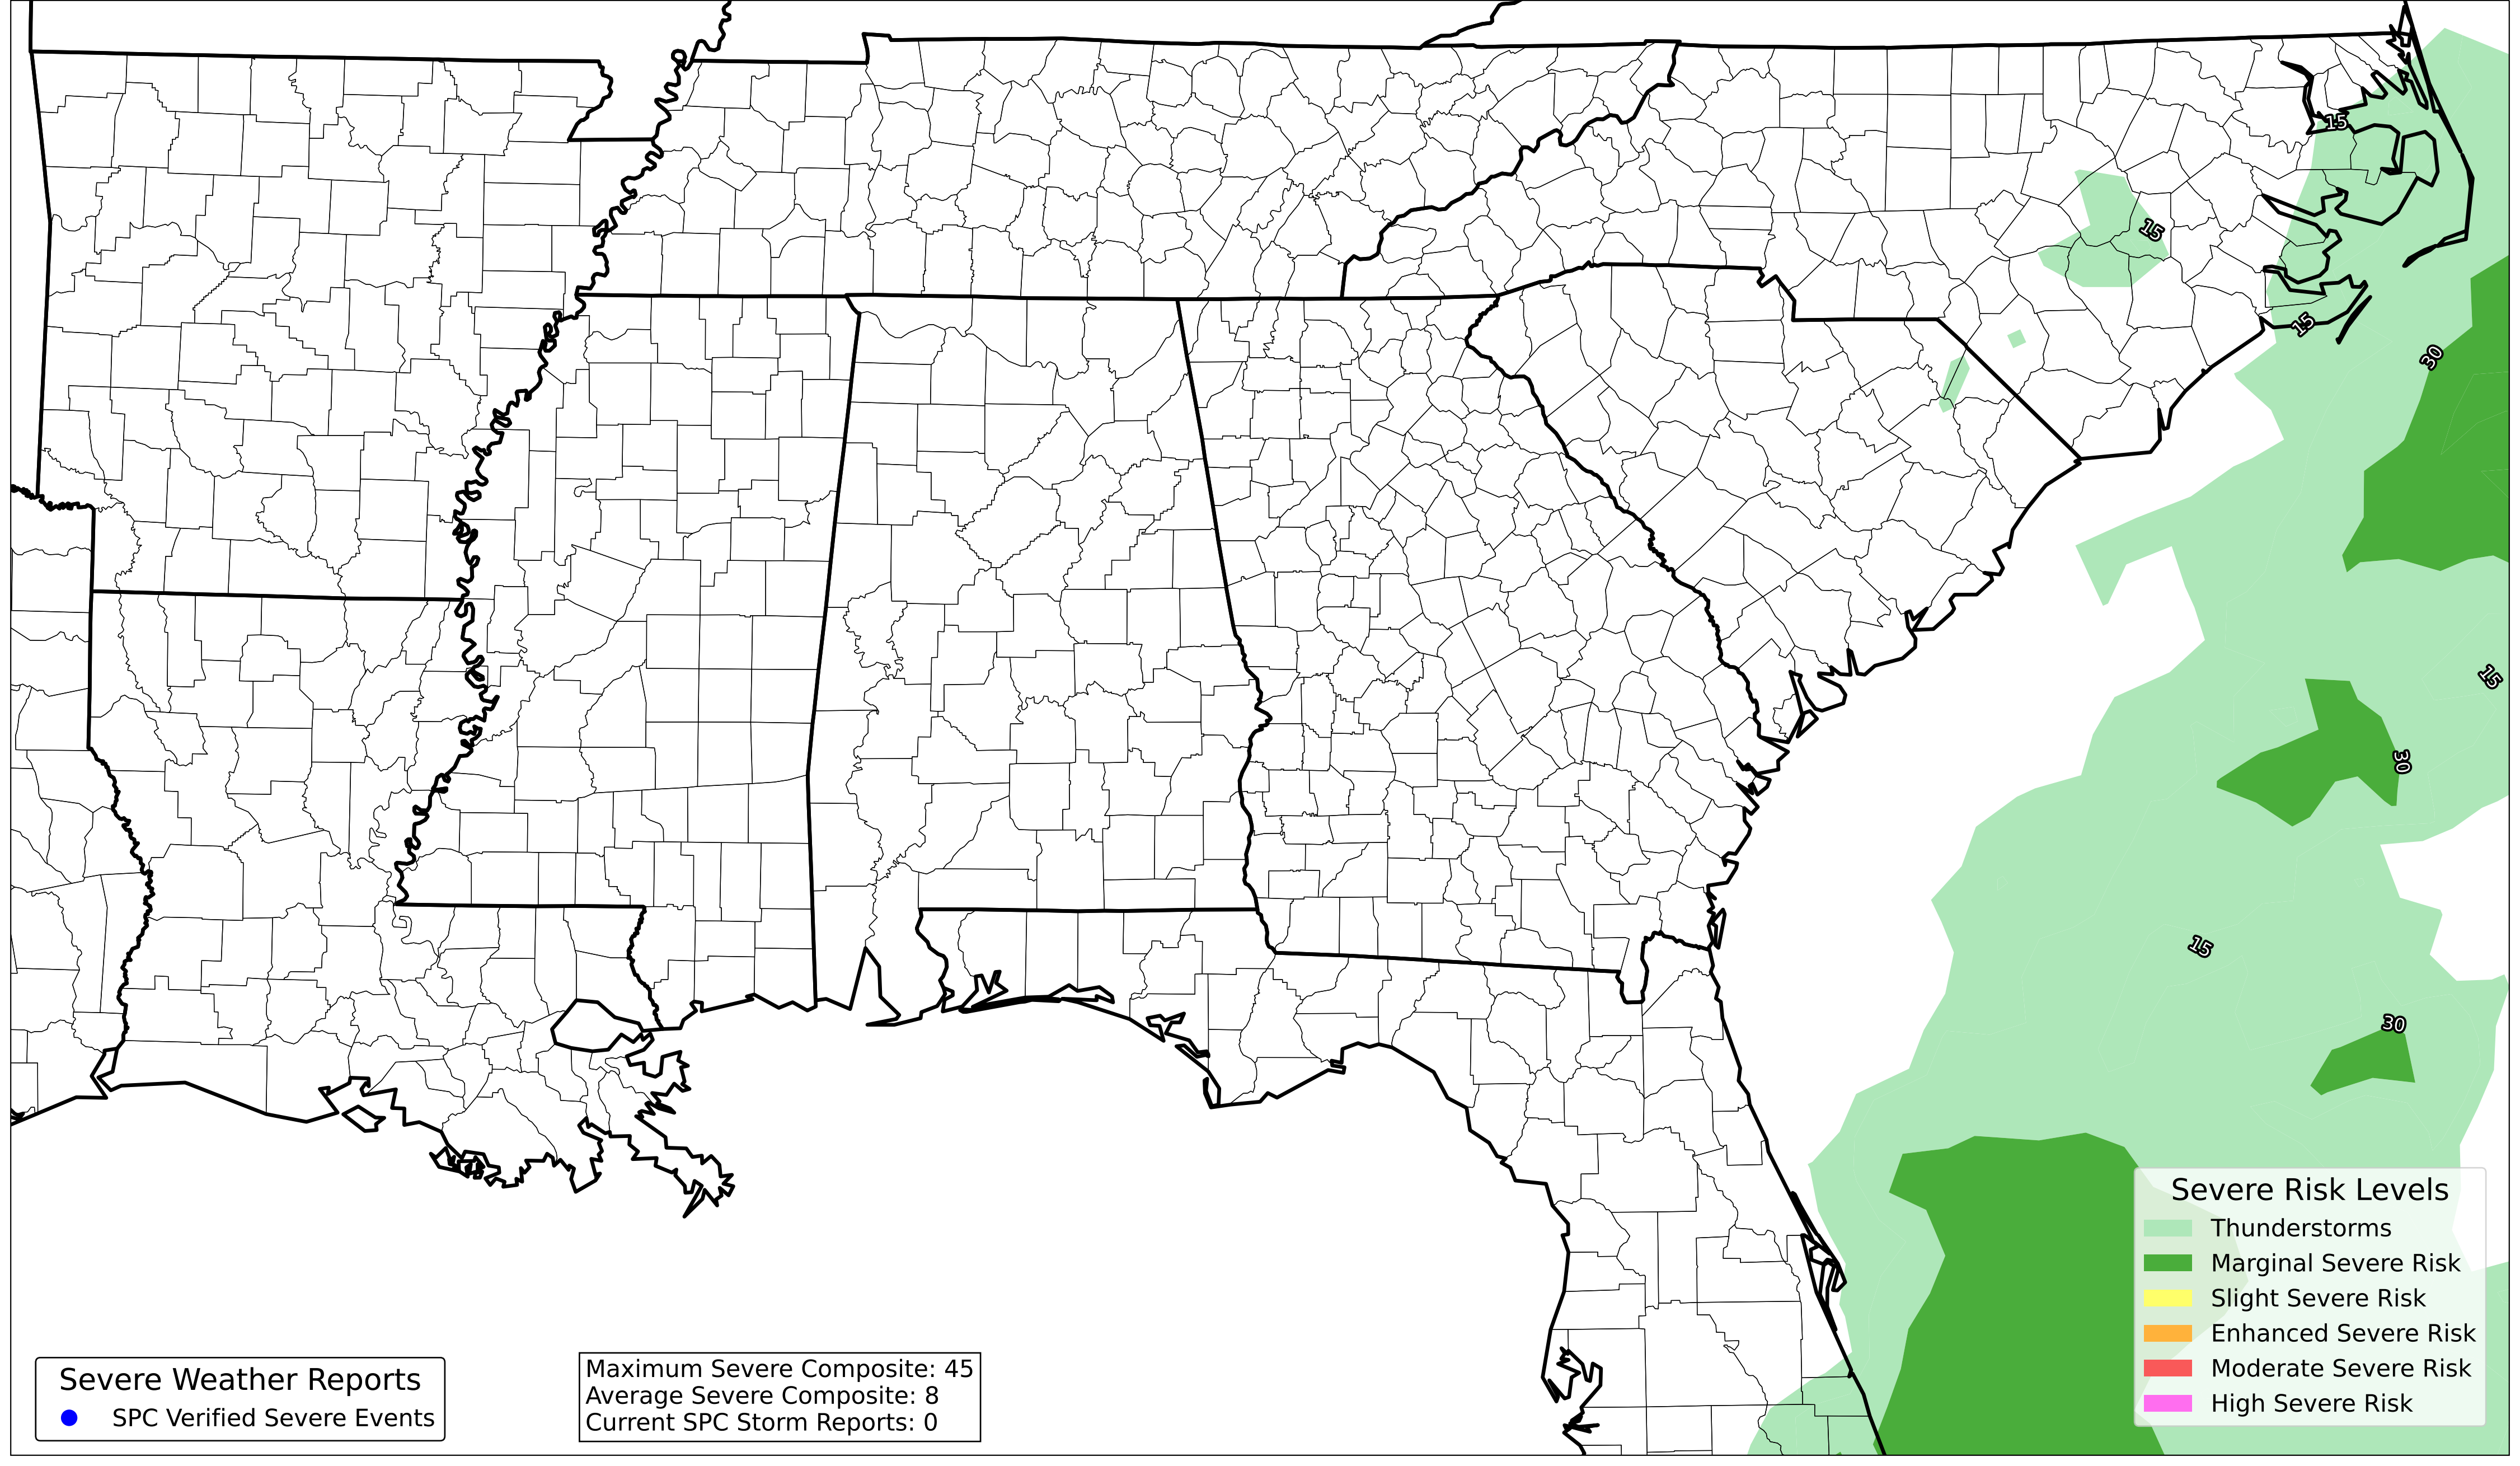 15
15
15
30
15
30
15
30
Severe Risk Levels
Thunderstorms
Marginal Severe Risk
Slight Severe Risk
Enhanced Severe Risk
Moderate Severe Risk
High Severe Risk
Severe Weather Reports
SPC Verified Severe Events
Maximum Severe Composite: 45
Average Severe Composite: 8
Current SPC Storm Reports: 0